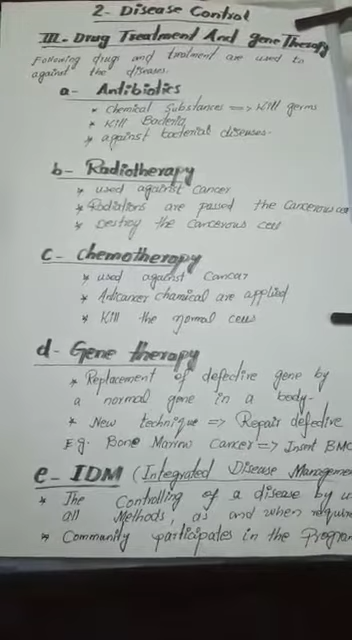 2- Disease Control
III- Drug Treatment And gene Therapy
Following drugs and treatment are used to
against the diseases.
a- Antibiotics
* chemical substances => Kill germs
* Kill Bacteria
* against bacterial diseases-
b- Radiotherapy
* used against cancer
* Radiations are passed the cancerous
* Destroy the cancerous cell
c- Chemotherapy
* used against Cancer
* Anticancer chemical are applied
* Kill the normal cells
d- Gene therapy
* Replacement of defective gene by
a normal gene in a body-
* New technique => Repair defective
E.g. Bone Marrow Cancer => Insert BMC
e- IDM (Integrated Disease Management
* The Controlling of a disease by u
all Methods, as and when require
* Community participates in the Program